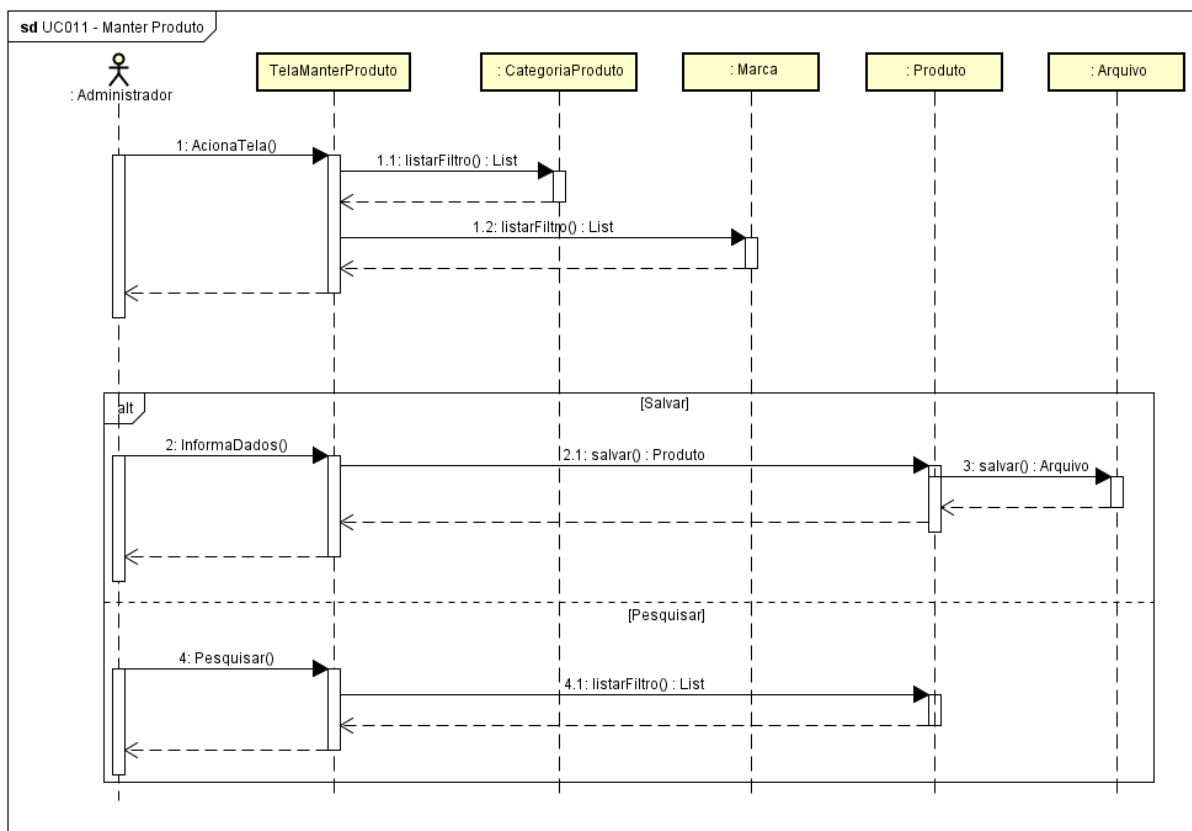 sd UC011 - Manter Produto
: Administrador
TelaManterProduto
: CategoriaProduto
: Marca
: Produto
: Arquivo
1: AcionaTela()
1.1: listarFiltro() : List
1.2: listarFiltro() : List
alt
[Salvar]
2: InformaDados()
2.1: salvar() : Produto
3: salvar() : Arquivo
[Pesquisar]
4: Pesquisar()
4.1: listarFiltro() : List